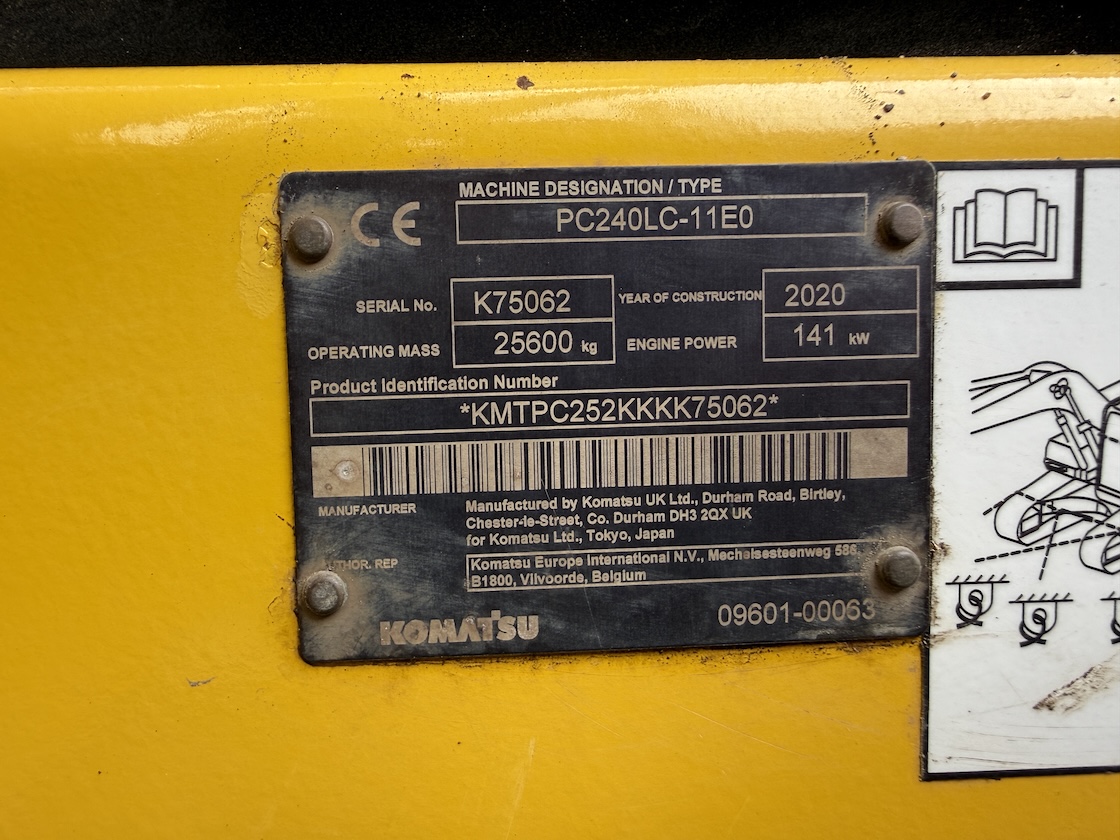 CE
MACHINE DESIGNATION / TYPE
PC240LC-11E0
SERIAL No.
K75062
YEAR OF CONSTRUCTION
2020
OPERATING MASS
25600 kg
ENGINE POWER
141 kW
Product Identification Number
*KMTPC252KKKK75062*
MANUFACTURER
Manufactured by Komatsu UK Ltd., Durham Road, Birtley,
Chester-le-Street, Co. Durham DH3 2QX UK
for Komatsu Ltd., Tokyo, Japan
AUTHOR. REP
Komatsu Europe International N.V., Mechelsesteenweg 586,
B1800, Vilvoorde, Belgium
KOMATSU
09601-00063